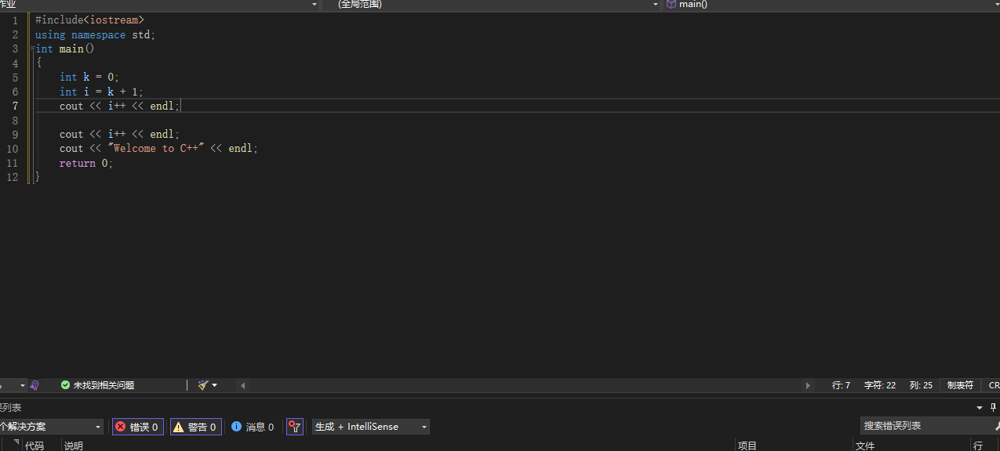 作业 (全局范围) main()
1 #include<iostream>
2 using namespace std;
3 int main()
4 {
5 int k = 0;
6 int i = k + 1;
7 cout << i++ << endl;
8
9 cout << i++ << endl;
10 cout << "Welcome to C++" << endl;
11 return 0;
12 }
未找到相关问题 行: 7 字符: 22 列: 25 制表符 CR
误列表
个解决方案 错误 0 警告 0 消息 0 生成 + IntelliSense 搜索错误列表
代码 说明 项目 文件 行